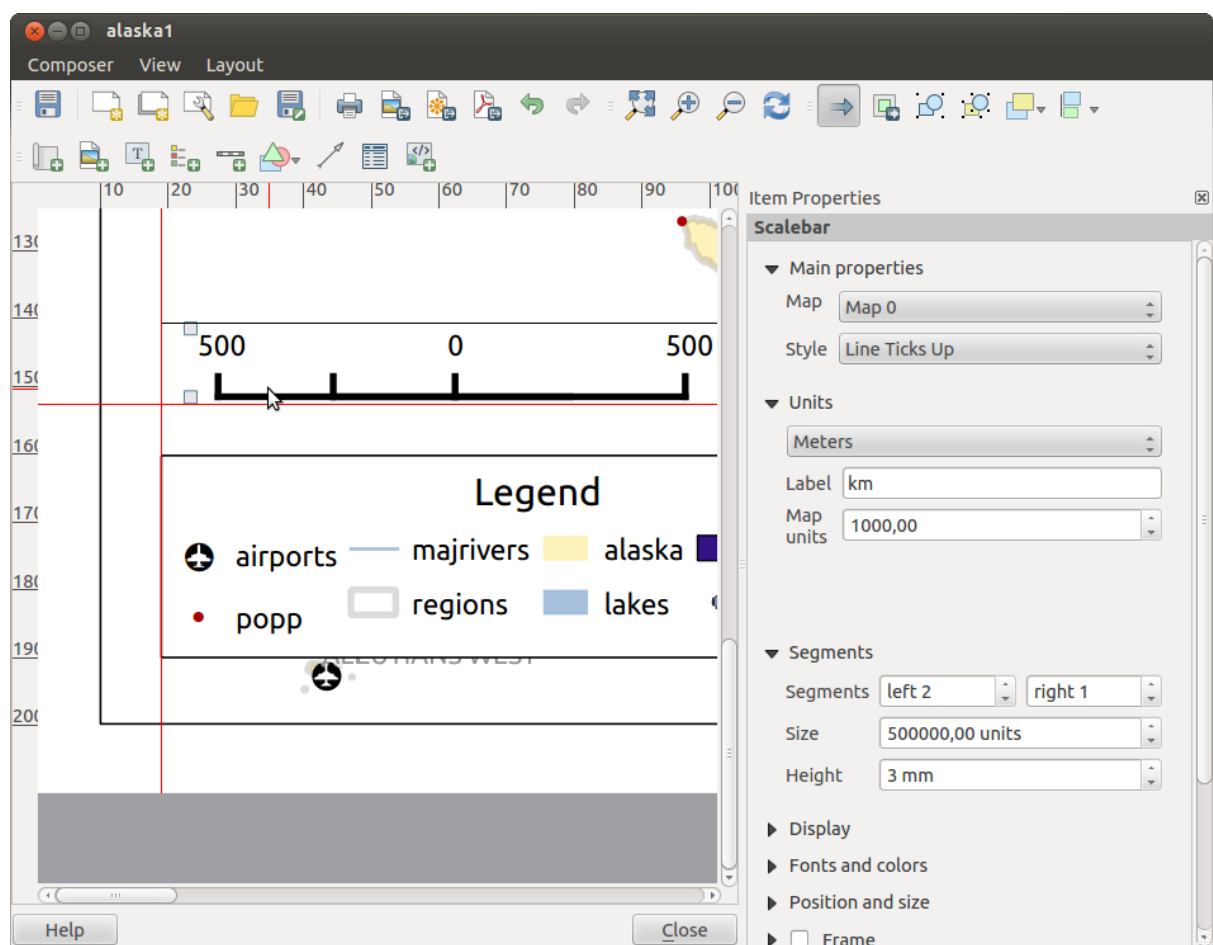 alaska1
Composer View Layout
10 20 30 40 50 60 70 80 90 100
130
140
150
160
170
180
190
200
500 0 500
Legend
airports majrivers alaska
popp regions lakes
ALEUTIANS WEST
Help Close
Item Properties
Scalebar
Main properties
Map Map 0
Style Line Ticks Up
Units
Meters
Label km
Map units 1000,00
Segments
Segments left 2 right 1
Size 500000,00 units
Height 3 mm
Display
Fonts and colors
Position and size
Frame